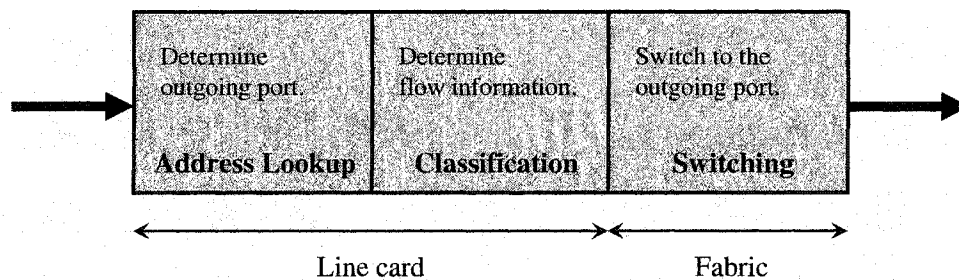 Determine
outgoing port.
Address Lookup
Determine
flow information.
Classification
Switch to the
outgoing port.
Switching
Line card
Fabric